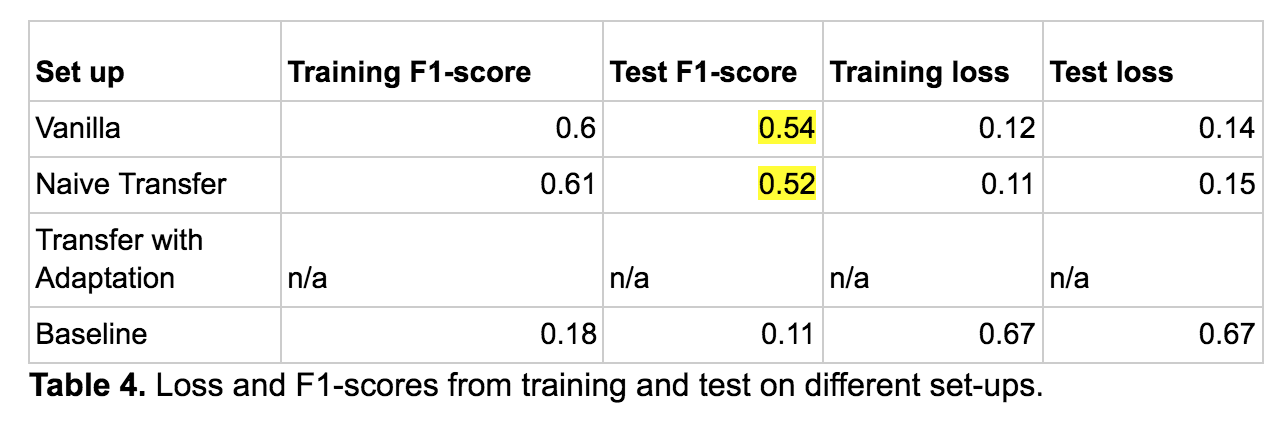 Set up Training F1-score Test F1-score Training loss Test loss
Vanilla 0.6 0.54 0.12 0.14
Naive Transfer 0.61 0.52 0.11 0.15
Transfer with
Adaptation n/a n/a n/a n/a
Baseline 0.18 0.11 0.67 0.67
Table 4. Loss and F1-scores from training and test on different set-ups.